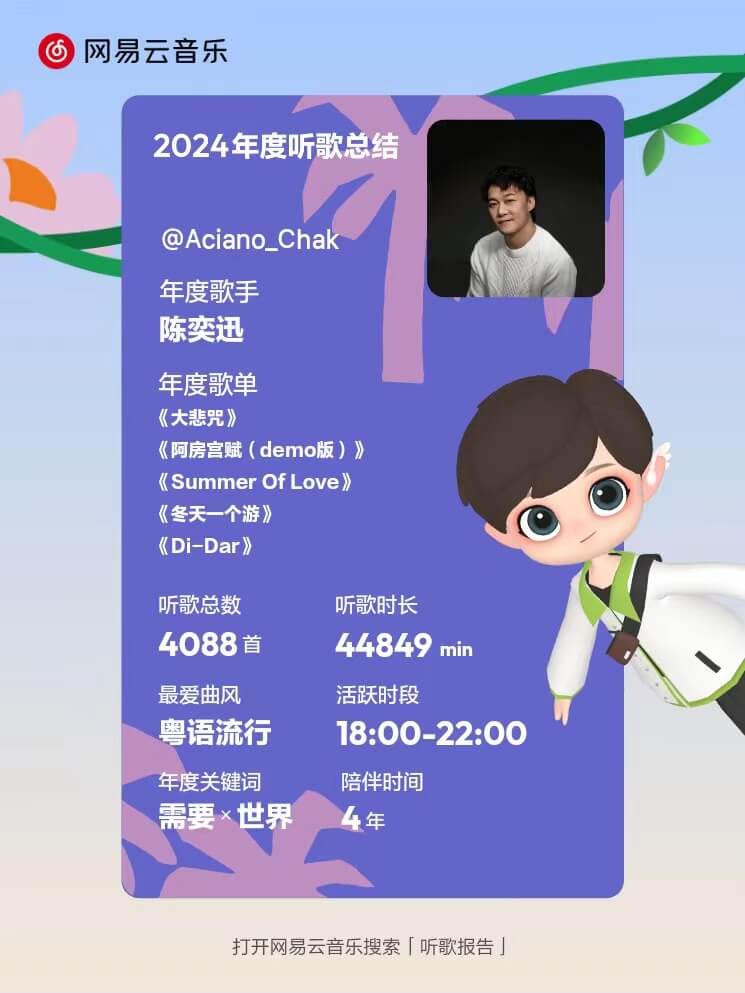 网易云音乐
2024年度听歌总结
@Aciano_Chak
年度歌手
陈奕迅
年度歌单
《大悲咒》
《阿房宫赋（demo版）》
《Summer Of Love》
《冬天一个游》
《Di-Dar》
听歌总数 听歌时长
4088首 44849 min
最爱曲风 活跃时段
粤语流行 18:00-22:00
年度关键词 陪伴时间
需要×世界 4年
打开网易云音乐搜索「听歌报告」